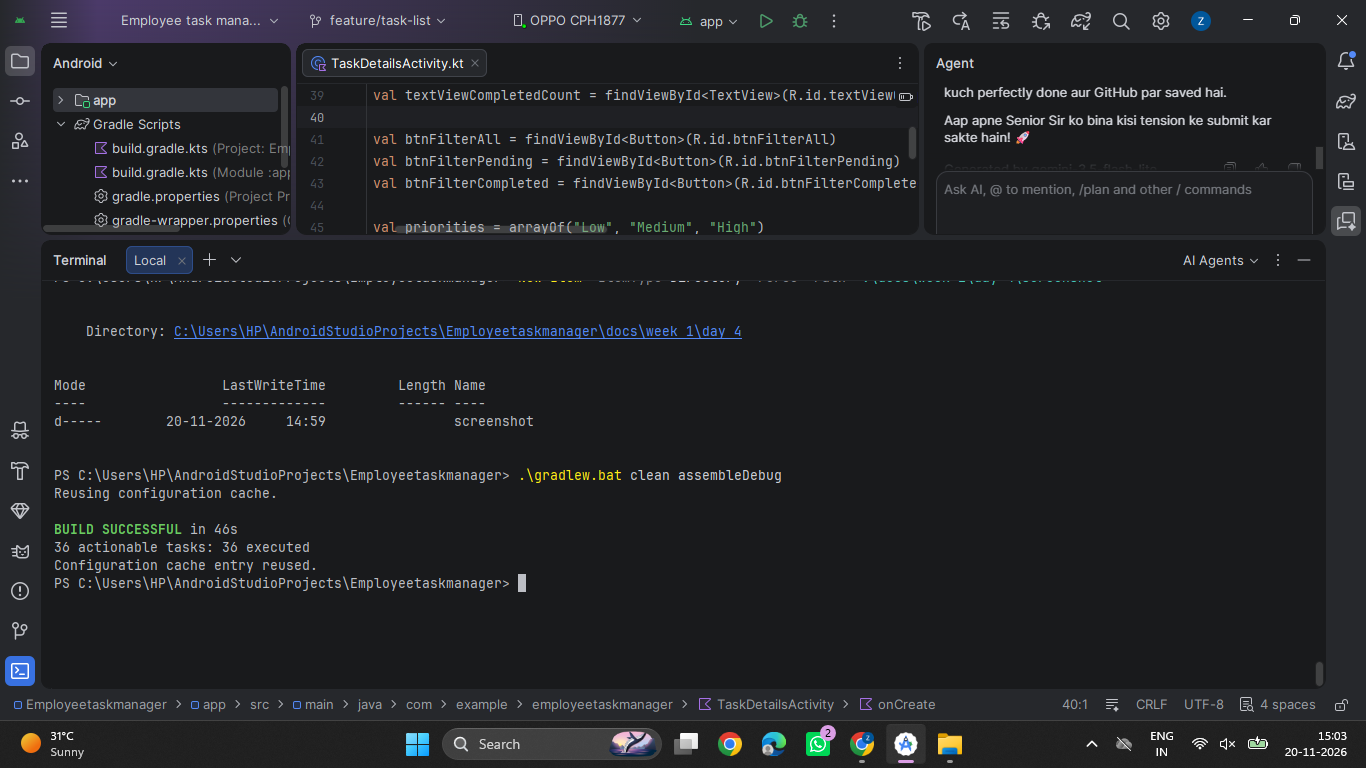 Employee task mana...
feature/task-list
OPPO CPH1877
app
Z
Android
app
Gradle Scripts
build.gradle.kts (Project: Em
build.gradle.kts (Module :ap
gradle.properties (Project Pr
gradle-wrapper.properties (
TaskDetailsActivity.kt
39 val textViewCompletedCount = findViewById<TextView>(R.id.textView
40
41 val btnFilterAll = findViewById<Button>(R.id.btnFilterAll)
42 val btnFilterPending = findViewById<Button>(R.id.btnFilterPending)
43 val btnFilterCompleted = findViewById<Button>(R.id.btnFilterComplete
44
45 val priorities = arrayOf("Low", "Medium", "High")
Agent
kuch perfectly done aur GitHub par saved hai.
Aap apne Senior Sir ko bina kisi tension ke submit kar
sakte hain! 🚀
Ask AI, @ to mention, /plan and other / commands
Terminal
Local
AI Agents
Directory: C:\Users\HP\AndroidStudioProjects\Employeetaskmanager\docs\week 1\day 4
Mode LastWriteTime Length Name
---- ------------- ------ ----
d----- 20-11-2026 14:59 screenshot
PS C:\Users\HP\AndroidStudioProjects\Employeetaskmanager> .\gradlew.bat clean assembleDebug
Reusing configuration cache.
BUILD SUCCESSFUL in 46s
36 actionable tasks: 36 executed
Configuration cache entry reused.
PS C:\Users\HP\AndroidStudioProjects\Employeetaskmanager>
Employeetaskmanager > app > src > main > java > com > example > employeetaskmanager > TaskDetailsActivity > onCreate
40:1 CRLF UTF-8 4 spaces
31°C
Sunny
Search
2
Z
ENG
IN
15:03
20-11-2026